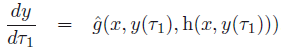 dy/dτ₁ = ĝ(x, y(τ₁), h(x, y(τ₁)))